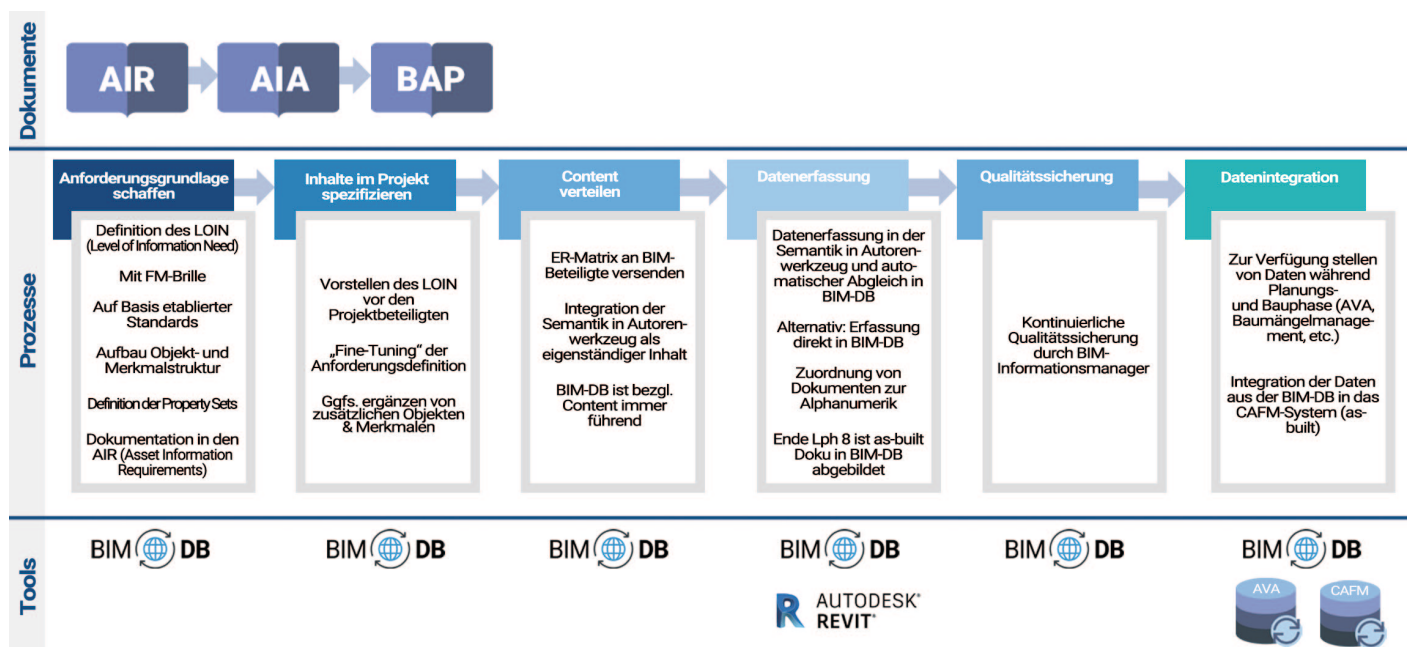 Dokumente
AIR
AIA
BAP
Prozesse
Anforderungsgrundlage
schaffen
Definition des LOIN
(Level of Information Need)
Mit FM-Brille
Auf Basis etablierter
Standards
Aufbau Objekt- und
Merkmalstruktur
Definition der Property Sets
Dokumentation in den
AIR (Asset Information
Requirements)
Inhalte im Projekt
spezifizieren
Vorstellen des LOIN
vor den
Projektbeteiligten
„Fine-Tuning“ der
Anforderungsdefinition
Ggfs. ergänzen von
zusätzlichen Objekten
& Merkmalen
Content
verteilen
ER-Matrix an BIM-
Beteiligte versenden
Integration der
Semantik in Autoren-
werkzeug als
eigenständiger Inhalt
BIM-DB ist bezgl.
Content immer
führend
Datenerfassung
Datenerfassung in der
Semantik in Autoren-
werkzeug und auto-
matischer Abgleich in
BIM-DB
Alternativ: Erfassung
direkt in BIM-DB
Zuordnung von
Dokumenten zur
Alphanumerik
Ende Lph 8 ist as-built
Doku in BIM-DB
abgebildet
Qualitätssicherung
Kontinuierliche
Qualitätssicherung
durch BIM-
Informationsmanager
Datenintegration
Zur Verfügung stellen
von Daten während
Planungs-
und Bauphase (AVA,
Baumängelmanage-
ment, etc.)
Integration der Daten
aus der BIM-DB in das
CAFM-System (as-
built)
Tools
BIM DB
BIM DB
BIM DB
BIM DB
R AUTODESK®
REVIT®
BIM DB
BIM DB
AVA
CAFM